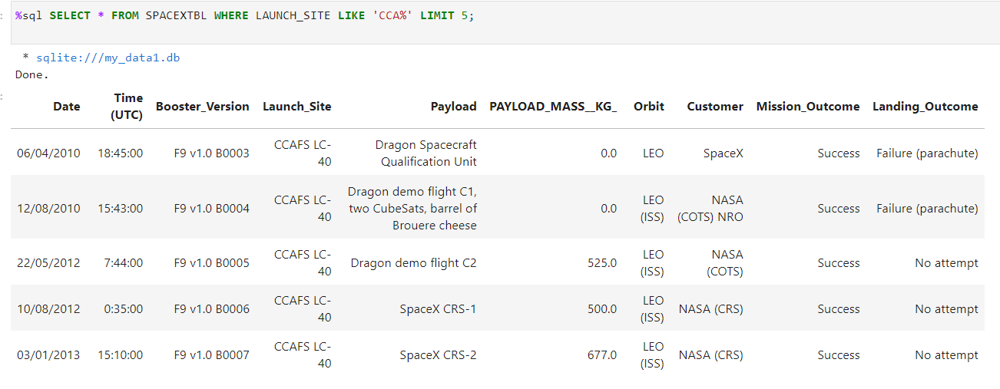 %sql SELECT * FROM SPACEXTBL WHERE LAUNCH_SITE LIKE 'CCA%' LIMIT 5;
* sqlite:///my_data1.db
Done.
Date Time (UTC) Booster_Version Launch_Site Payload PAYLOAD_MASS__KG_ Orbit Customer Mission_Outcome Landing_Outcome
06/04/2010 18:45:00 F9 v1.0 B0003 CCAFS LC-40 Dragon Spacecraft Qualification Unit 0.0 LEO SpaceX Success Failure (parachute)
12/08/2010 15:43:00 F9 v1.0 B0004 CCAFS LC-40 Dragon demo flight C1, two CubeSats, barrel of Brouere cheese 0.0 LEO (ISS) NASA (COTS) NRO Success Failure (parachute)
22/05/2012 7:44:00 F9 v1.0 B0005 CCAFS LC-40 Dragon demo flight C2 525.0 LEO (ISS) NASA (COTS) Success No attempt
10/08/2012 0:35:00 F9 v1.0 B0006 CCAFS LC-40 SpaceX CRS-1 500.0 LEO (ISS) NASA (CRS) Success No attempt
03/01/2013 15:10:00 F9 v1.0 B0007 CCAFS LC-40 SpaceX CRS-2 677.0 LEO (ISS) NASA (CRS) Success No attempt